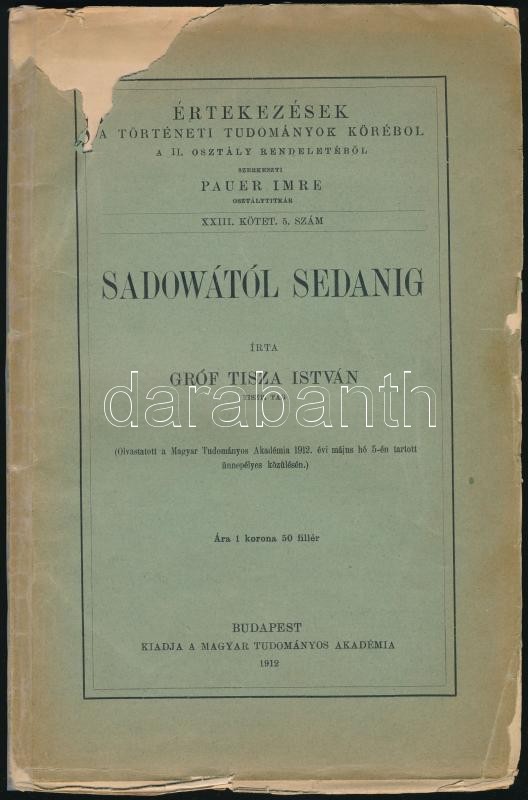 ÉRTEKEZÉSEK
A TÖRTÉNETI TUDOMÁNYOK KÖRÉBŐL
A II. OSZTÁLY RENDELETÉBŐL
SZERKESZTI
PAUER IMRE
OSZTÁLYTITKÁR
XXIII. KÖTET. 5. SZÁM
SADOWÁTÓL SEDANIG
ÍRTA
GRÓF TISZA ISTVÁN
TAG
darabanth
(Olvastatott a Magyar Tudományos Akadémia 1912. évi május hó 5-én tartott
ünnepélyes közülésén.)
Ára 1 korona 50 fillér
BUDAPEST
KIADJA A MAGYAR TUDOMÁNYOS AKADÉMIA
1912